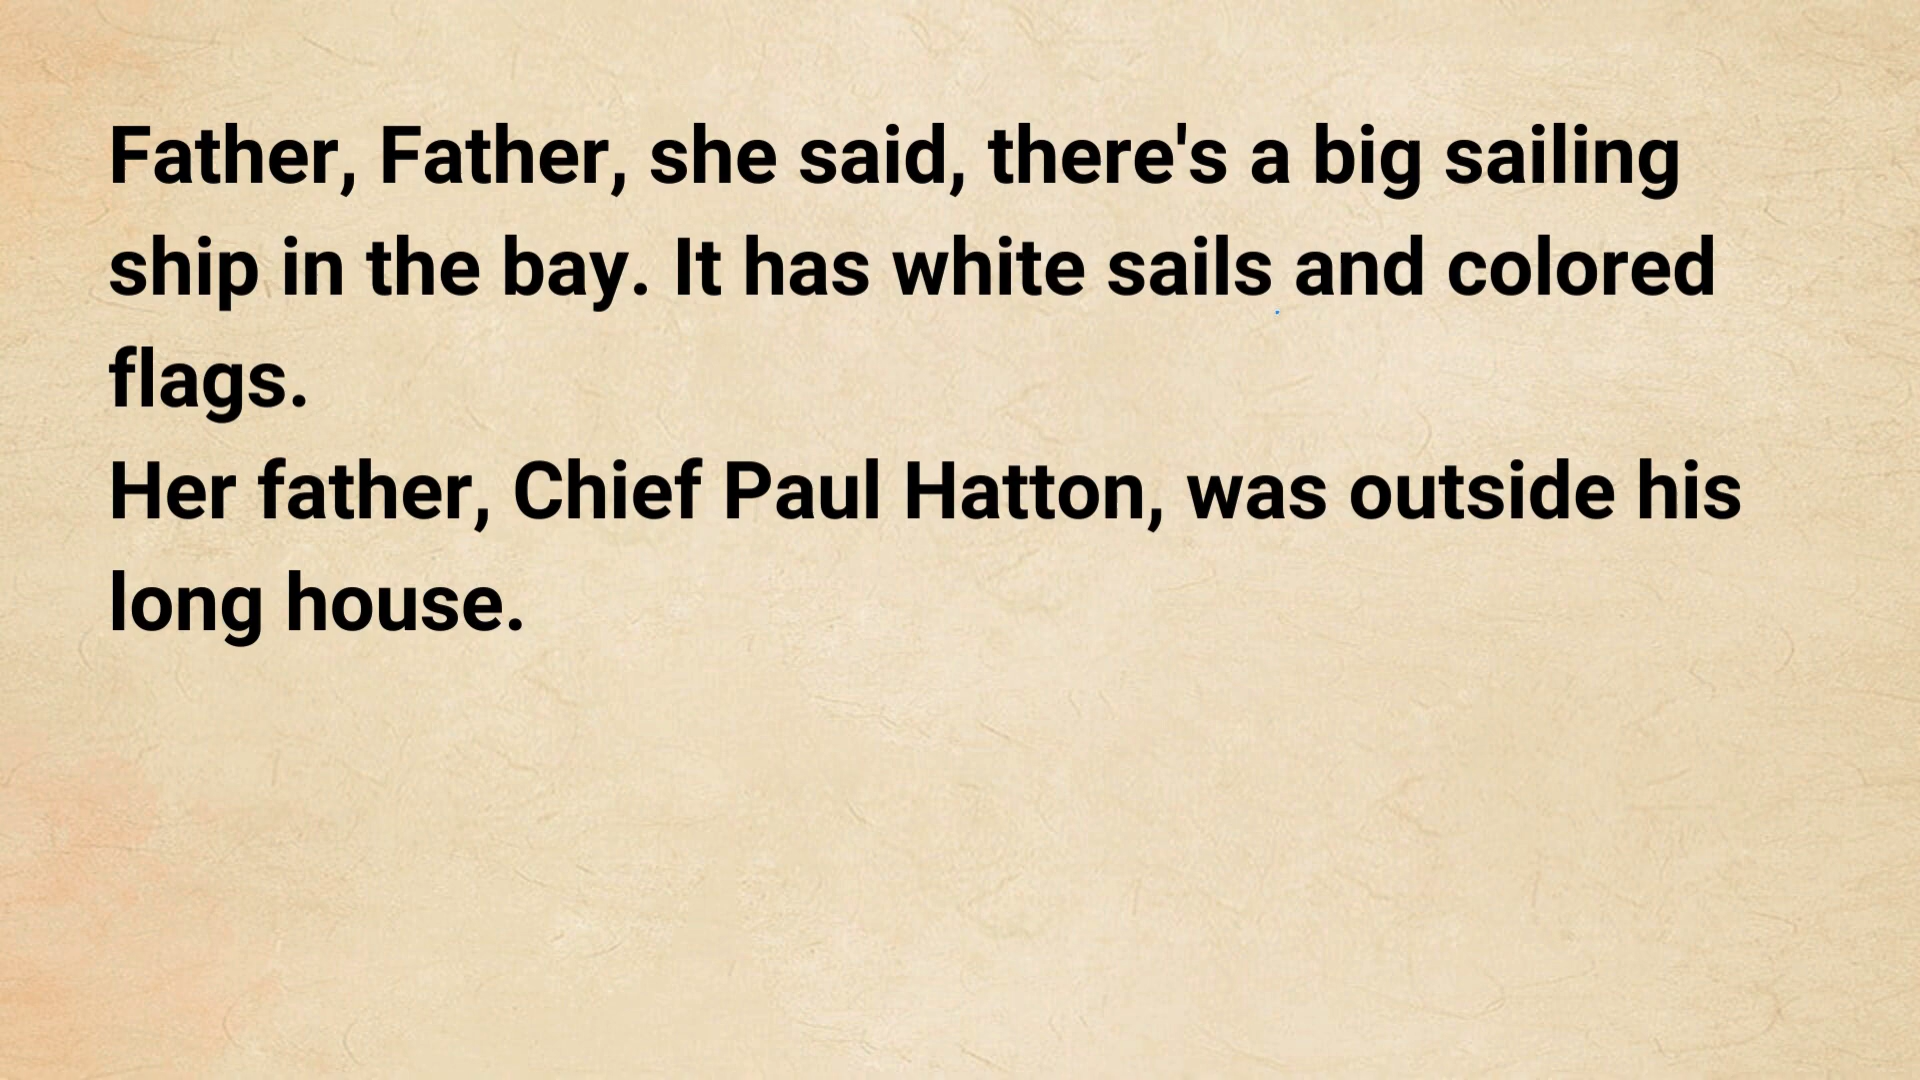 Father, Father, she said, there's a big sailing
ship in the bay. It has white sails and colored
flags.
Her father, Chief Paul Hatton, was outside his
long house.